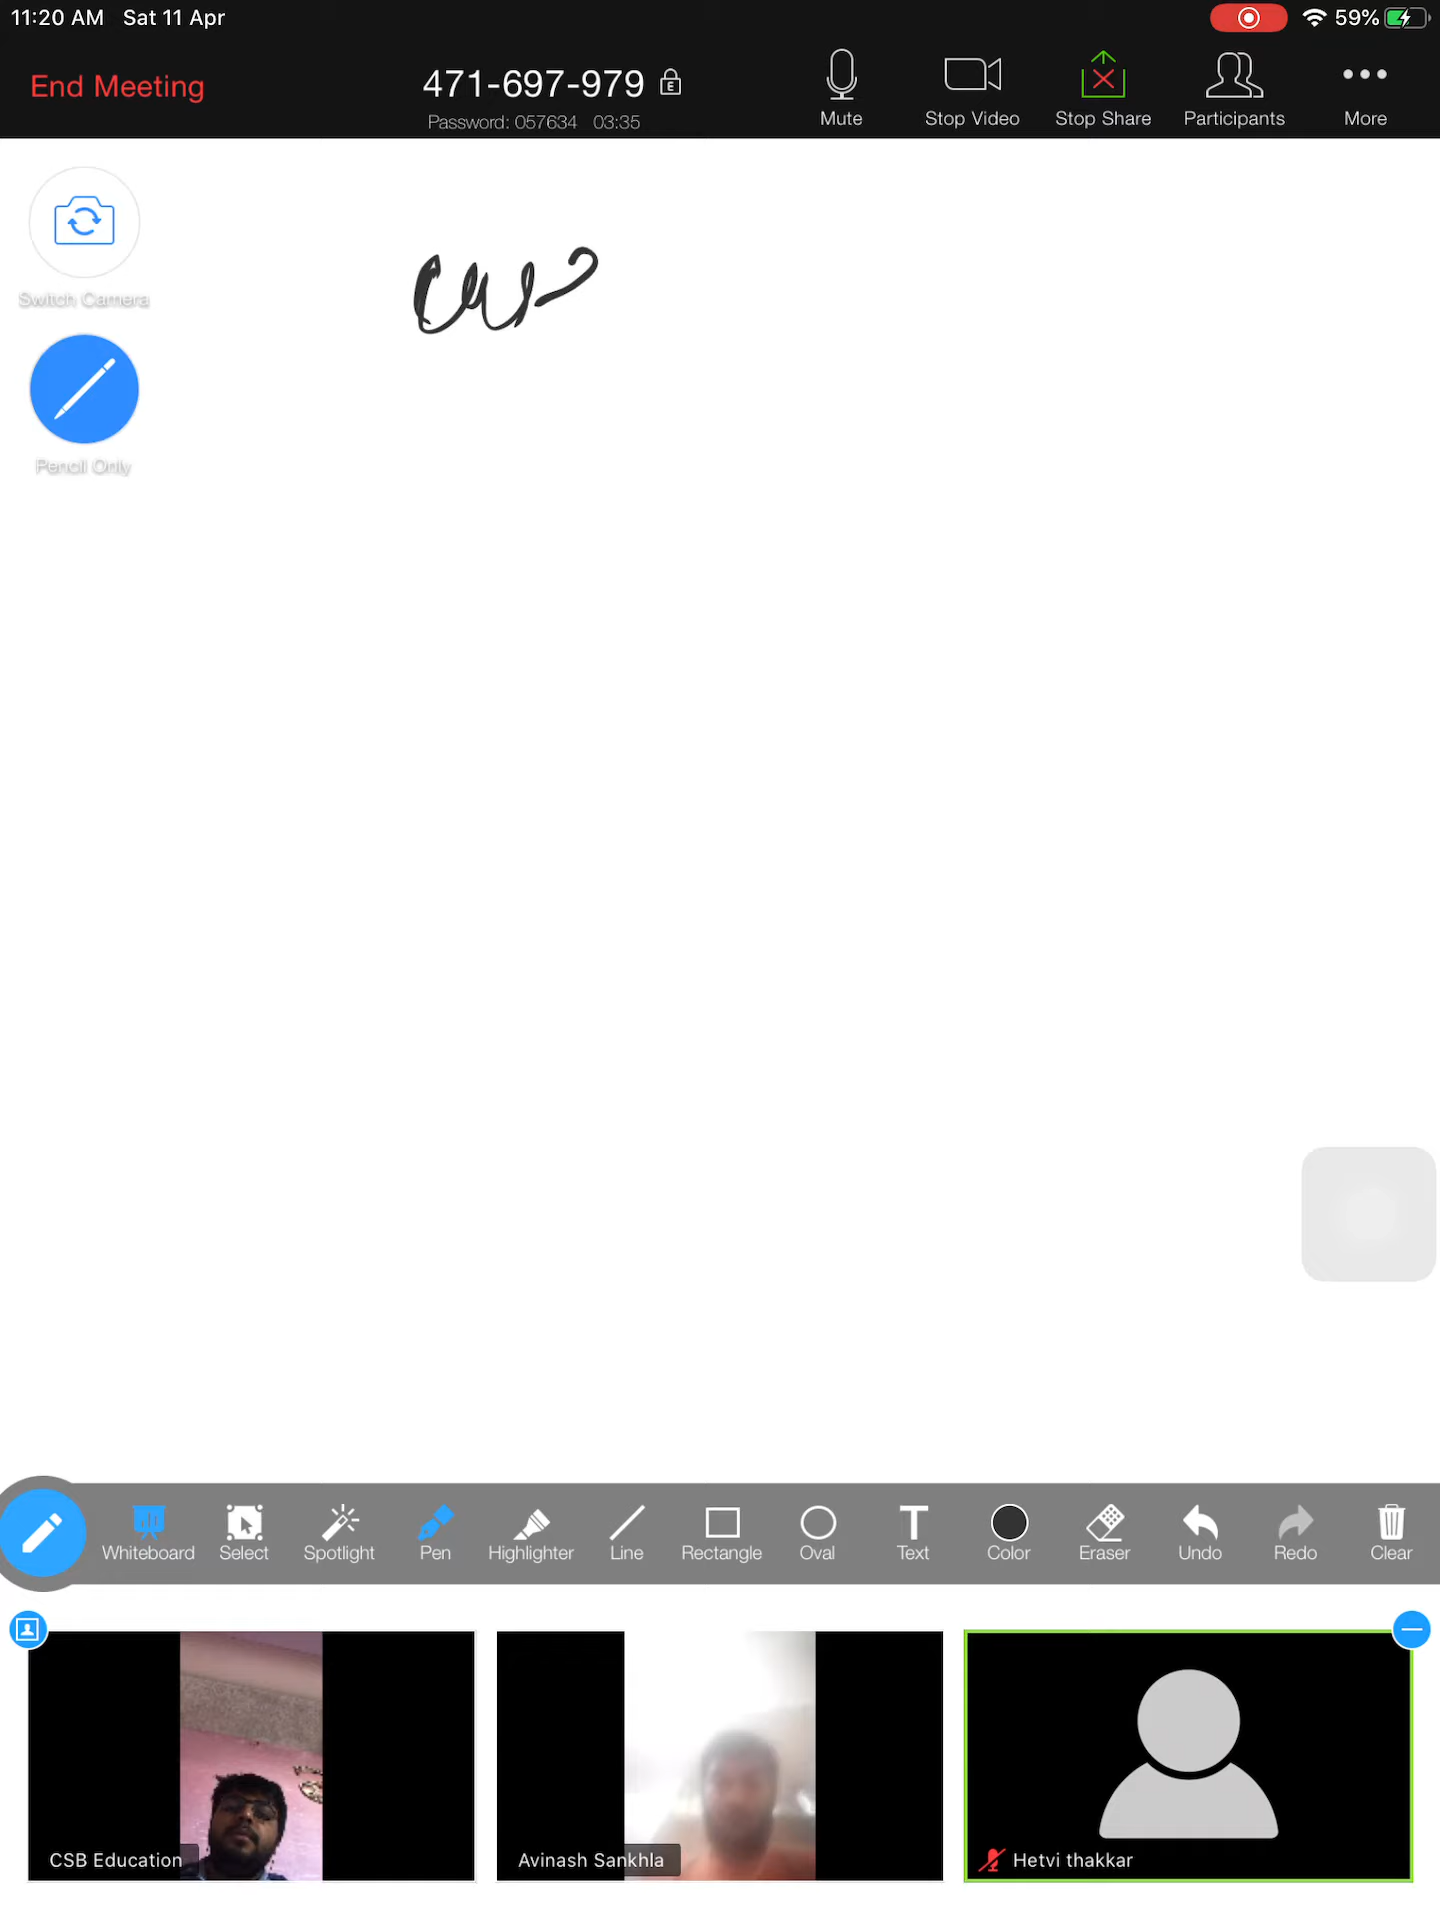 11:20 AM Sat 11 Apr 59%
End Meeting
471-697-979
Password: 057634 03:35
Mute Stop Video Stop Share Participants More
Switch Camera
Pencil Only
Whiteboard Select Spotlight Pen Highlighter Line Rectangle Oval Text Color Eraser Undo Redo Clear
CSB Education Avinash Sankhla Hetvi thakkar